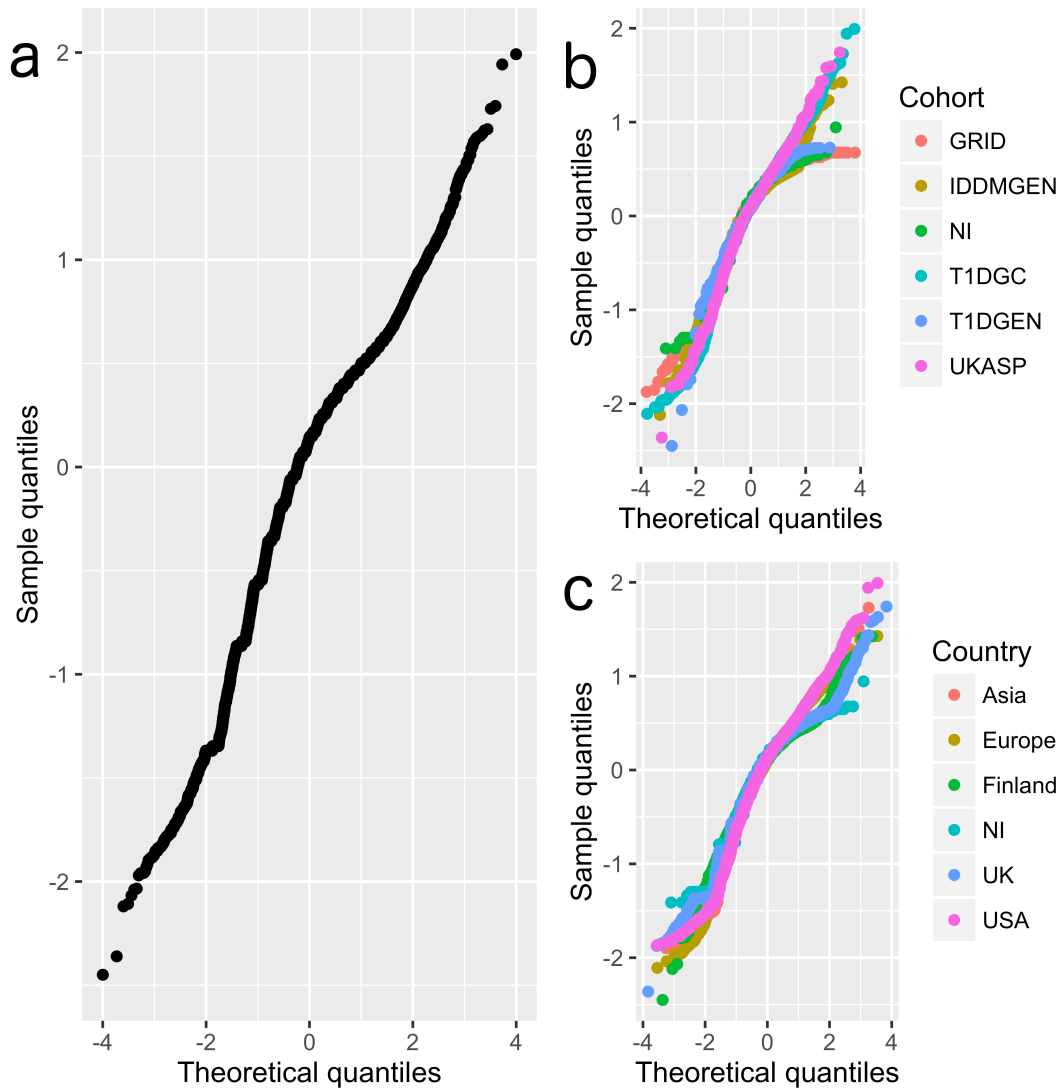 a
2
1
0
-1
-2
Sample quantiles
-4 -2 0 2 4
Theoretical quantiles
b
2
1
0
-1
-2
Sample quantiles
-4 -2 0 2 4
Theoretical quantiles
Cohort
GRID
IDDMGEN
NI
T1DGC
T1DGEN
UKASP
c
2
1
0
-1
-2
Sample quantiles
-4 -2 0 2 4
Theoretical quantiles
Country
Asia
Europe
Finland
NI
UK
USA